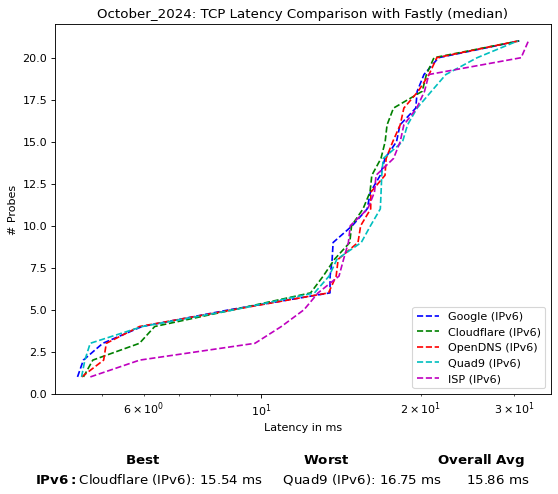 October_2024: TCP Latency Comparison with Fastly (median)
20.0
17.5
15.0
12.5
10.0
7.5
5.0
2.5
0.0
# Probes
Google (IPv6)
Cloudflare (IPv6)
OpenDNS (IPv6)
Quad9 (IPv6)
ISP (IPv6)
6 × 10⁰ 10¹ 2 × 10¹ 3 × 10¹
Latency in ms
Best Worst Overall Avg
IPv6: Cloudflare (IPv6): 15.54 ms Quad9 (IPv6): 16.75 ms 15.86 ms